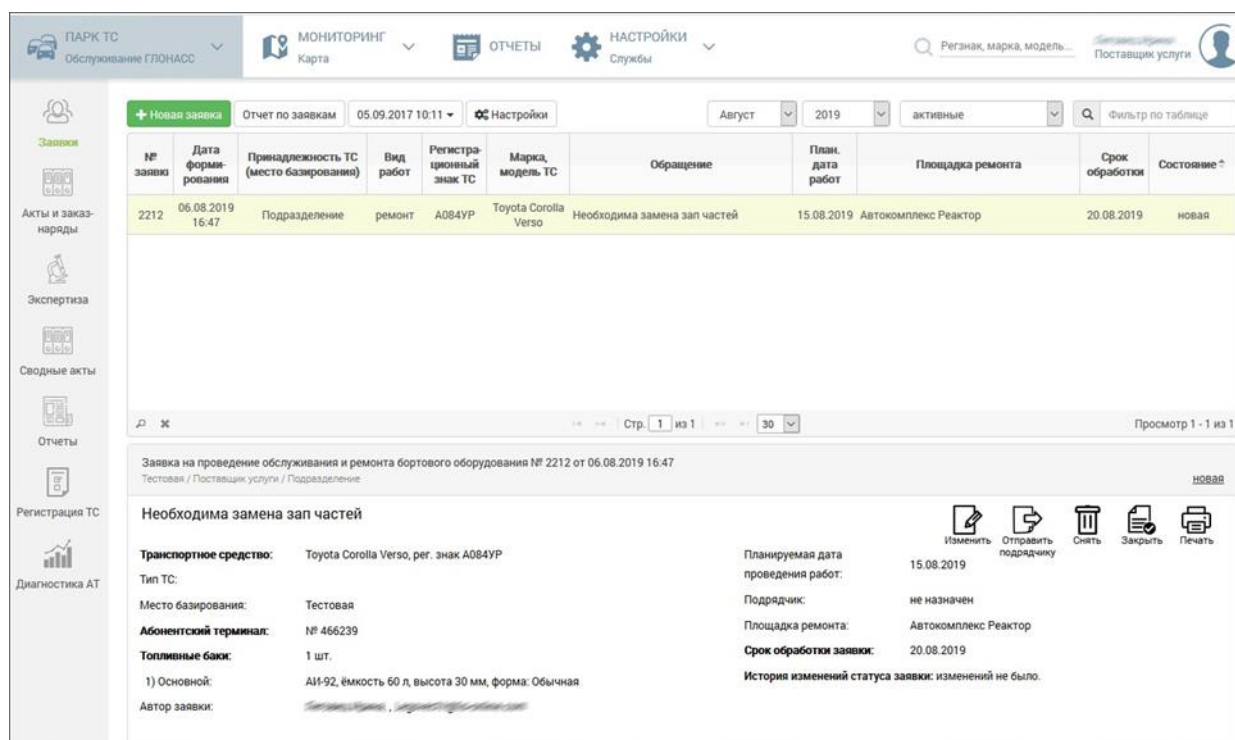 ПАРК ТС
Обслуживание ГЛОНАСС
МОНИТОРИНГ
Карта
ОТЧЕТЫ
НАСТРОЙКИ
Службы
Регзнак, марка, модель...
Поставщик услуги
Заявки
Акты и заказ-
наряды
Экспертиза
Сводные акты
Отчеты
Регистрация ТС
Диагностика АТ
+ Новая заявка Отчет по заявкам 05.09.2017 10:11 Настройки Август 2019 активные Фильтр по таблице
№
заявки
Дата
форми-
рования
Принадлежность ТС
(место базирования)
Вид
работ
Регистра-
ционный
знак ТС
Марка,
модель ТС
Обращение
План.
дата
работ
Площадка ремонта
Срок
обработки
Состояние
2212
06.08.2019
16:47
Подразделение
ремонт
А084УР
Toyota Corolla
Verso
Необходима замена зап частей
15.08.2019
Автокомплекс Реактор
20.08.2019
новая
Стр. 1 из 1 30
Просмотр 1 - 1 из 1
Заявка на проведение обслуживания и ремонта бортового оборудования № 2212 от 06.08.2019 16:47
Тестовая / Поставщик услуги / Подразделение
новая
Необходима замена зап частей
Изменить
Отправить
подрядчику
Снять
Закрыть
Печать
Транспортное средство: Toyota Corolla Verso, рег. знак А084УР
Тип ТС:
Место базирования: Тестовая
Абонентский терминал: № 466239
Топливные баки: 1 шт.
1) Основной: АИ-92, ёмкость 60 л, высота 30 мм, форма: Обычная
Автор заявки:
Планируемая дата
проведения работ: 15.08.2019
Подрядчик: не назначен
Площадка ремонта: Автокомплекс Реактор
Срок обработки заявки: 20.08.2019
История изменений статуса заявки: изменений не было.